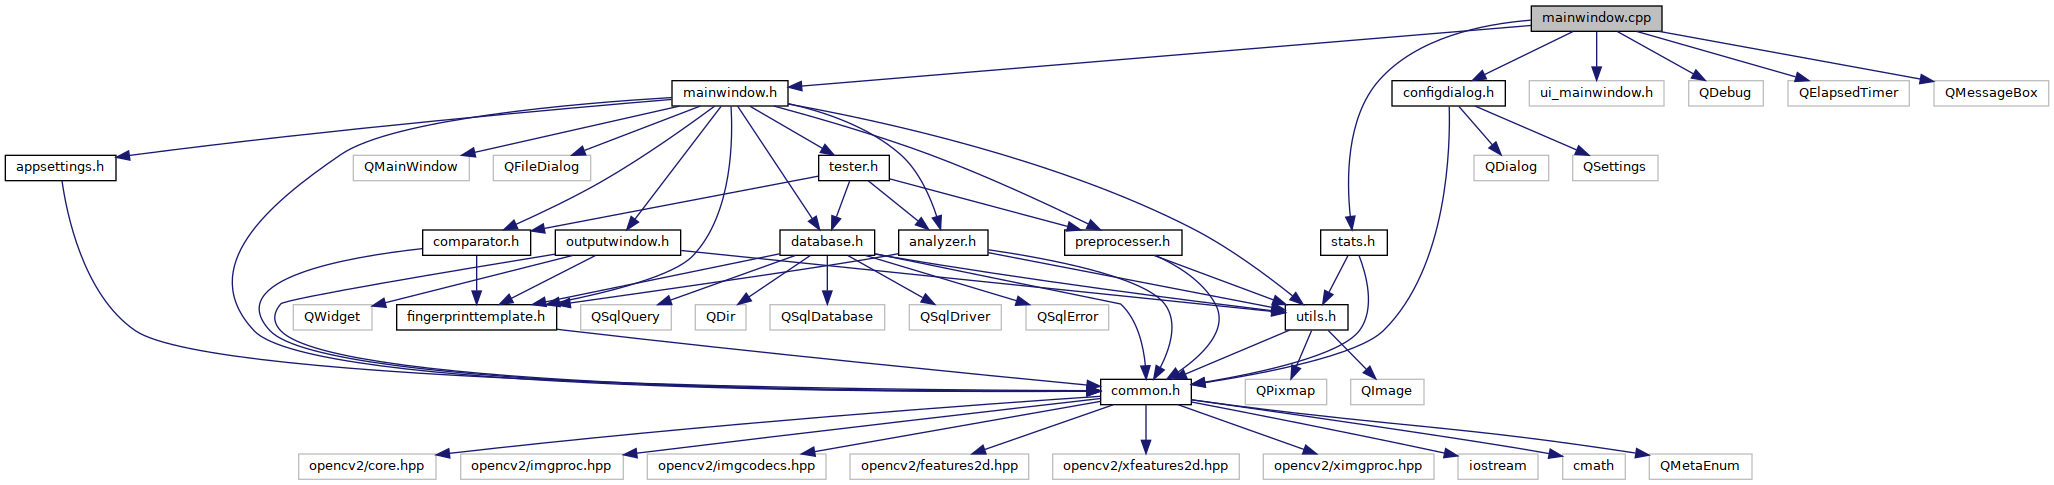 mainwindow.cpp
mainwindow.h
configdialog.h
ui_mainwindow.h
QDebug
QElapsedTimer
QMessageBox
appsettings.h
QMainWindow
QFileDialog
tester.h
QDialog
QSettings
comparator.h
outputwindow.h
database.h
analyzer.h
preprocesser.h
stats.h
QWidget
fingerprinttemplate.h
QSqlQuery
QDir
QSqlDatabase
QSqlDriver
QSqlError
utils.h
common.h
QPixmap
QImage
opencv2/core.hpp
opencv2/imgproc.hpp
opencv2/imgcodecs.hpp
opencv2/features2d.hpp
opencv2/xfeatures2d.hpp
opencv2/ximgproc.hpp
iostream
cmath
QMetaEnum